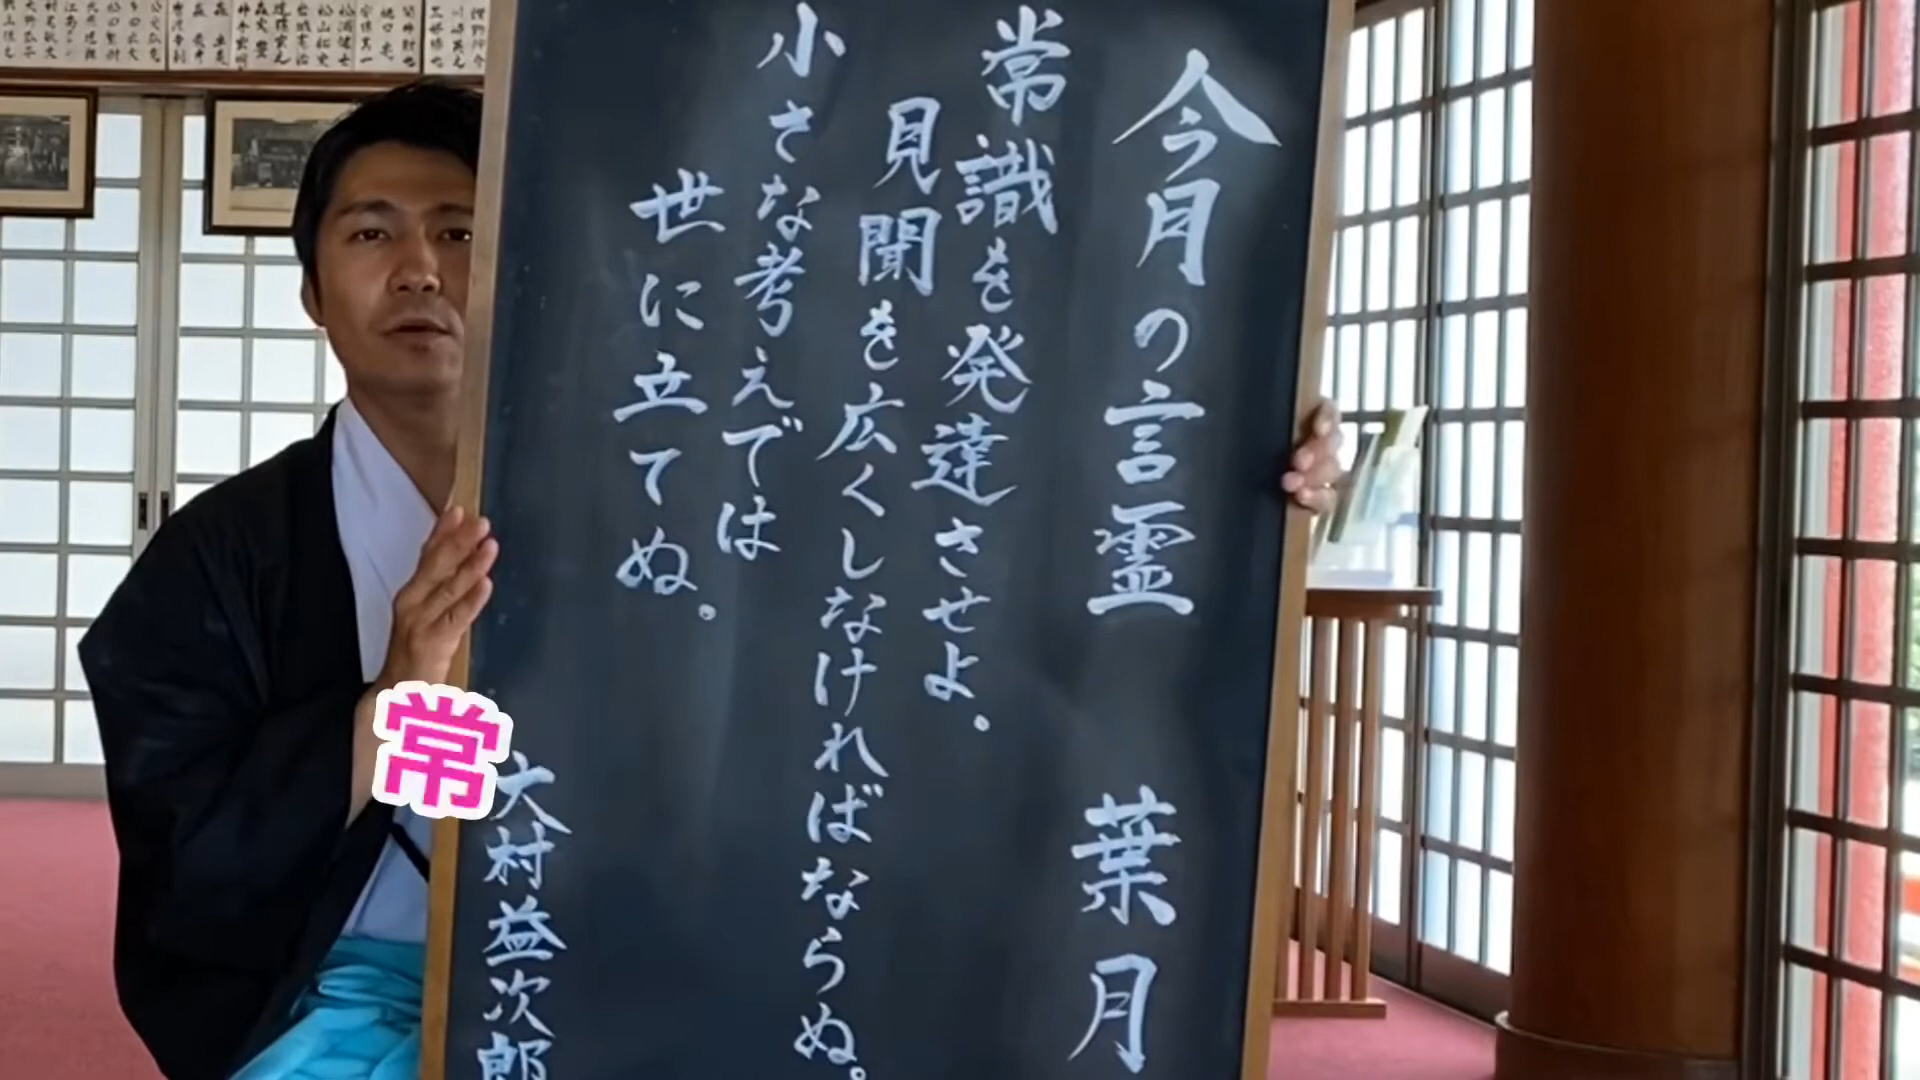 今月の言霊 葉月
常識を発達させよ。
見聞を広くしなければならぬ。
小さな考えでは
世に立てぬ。
大村益次郎
常